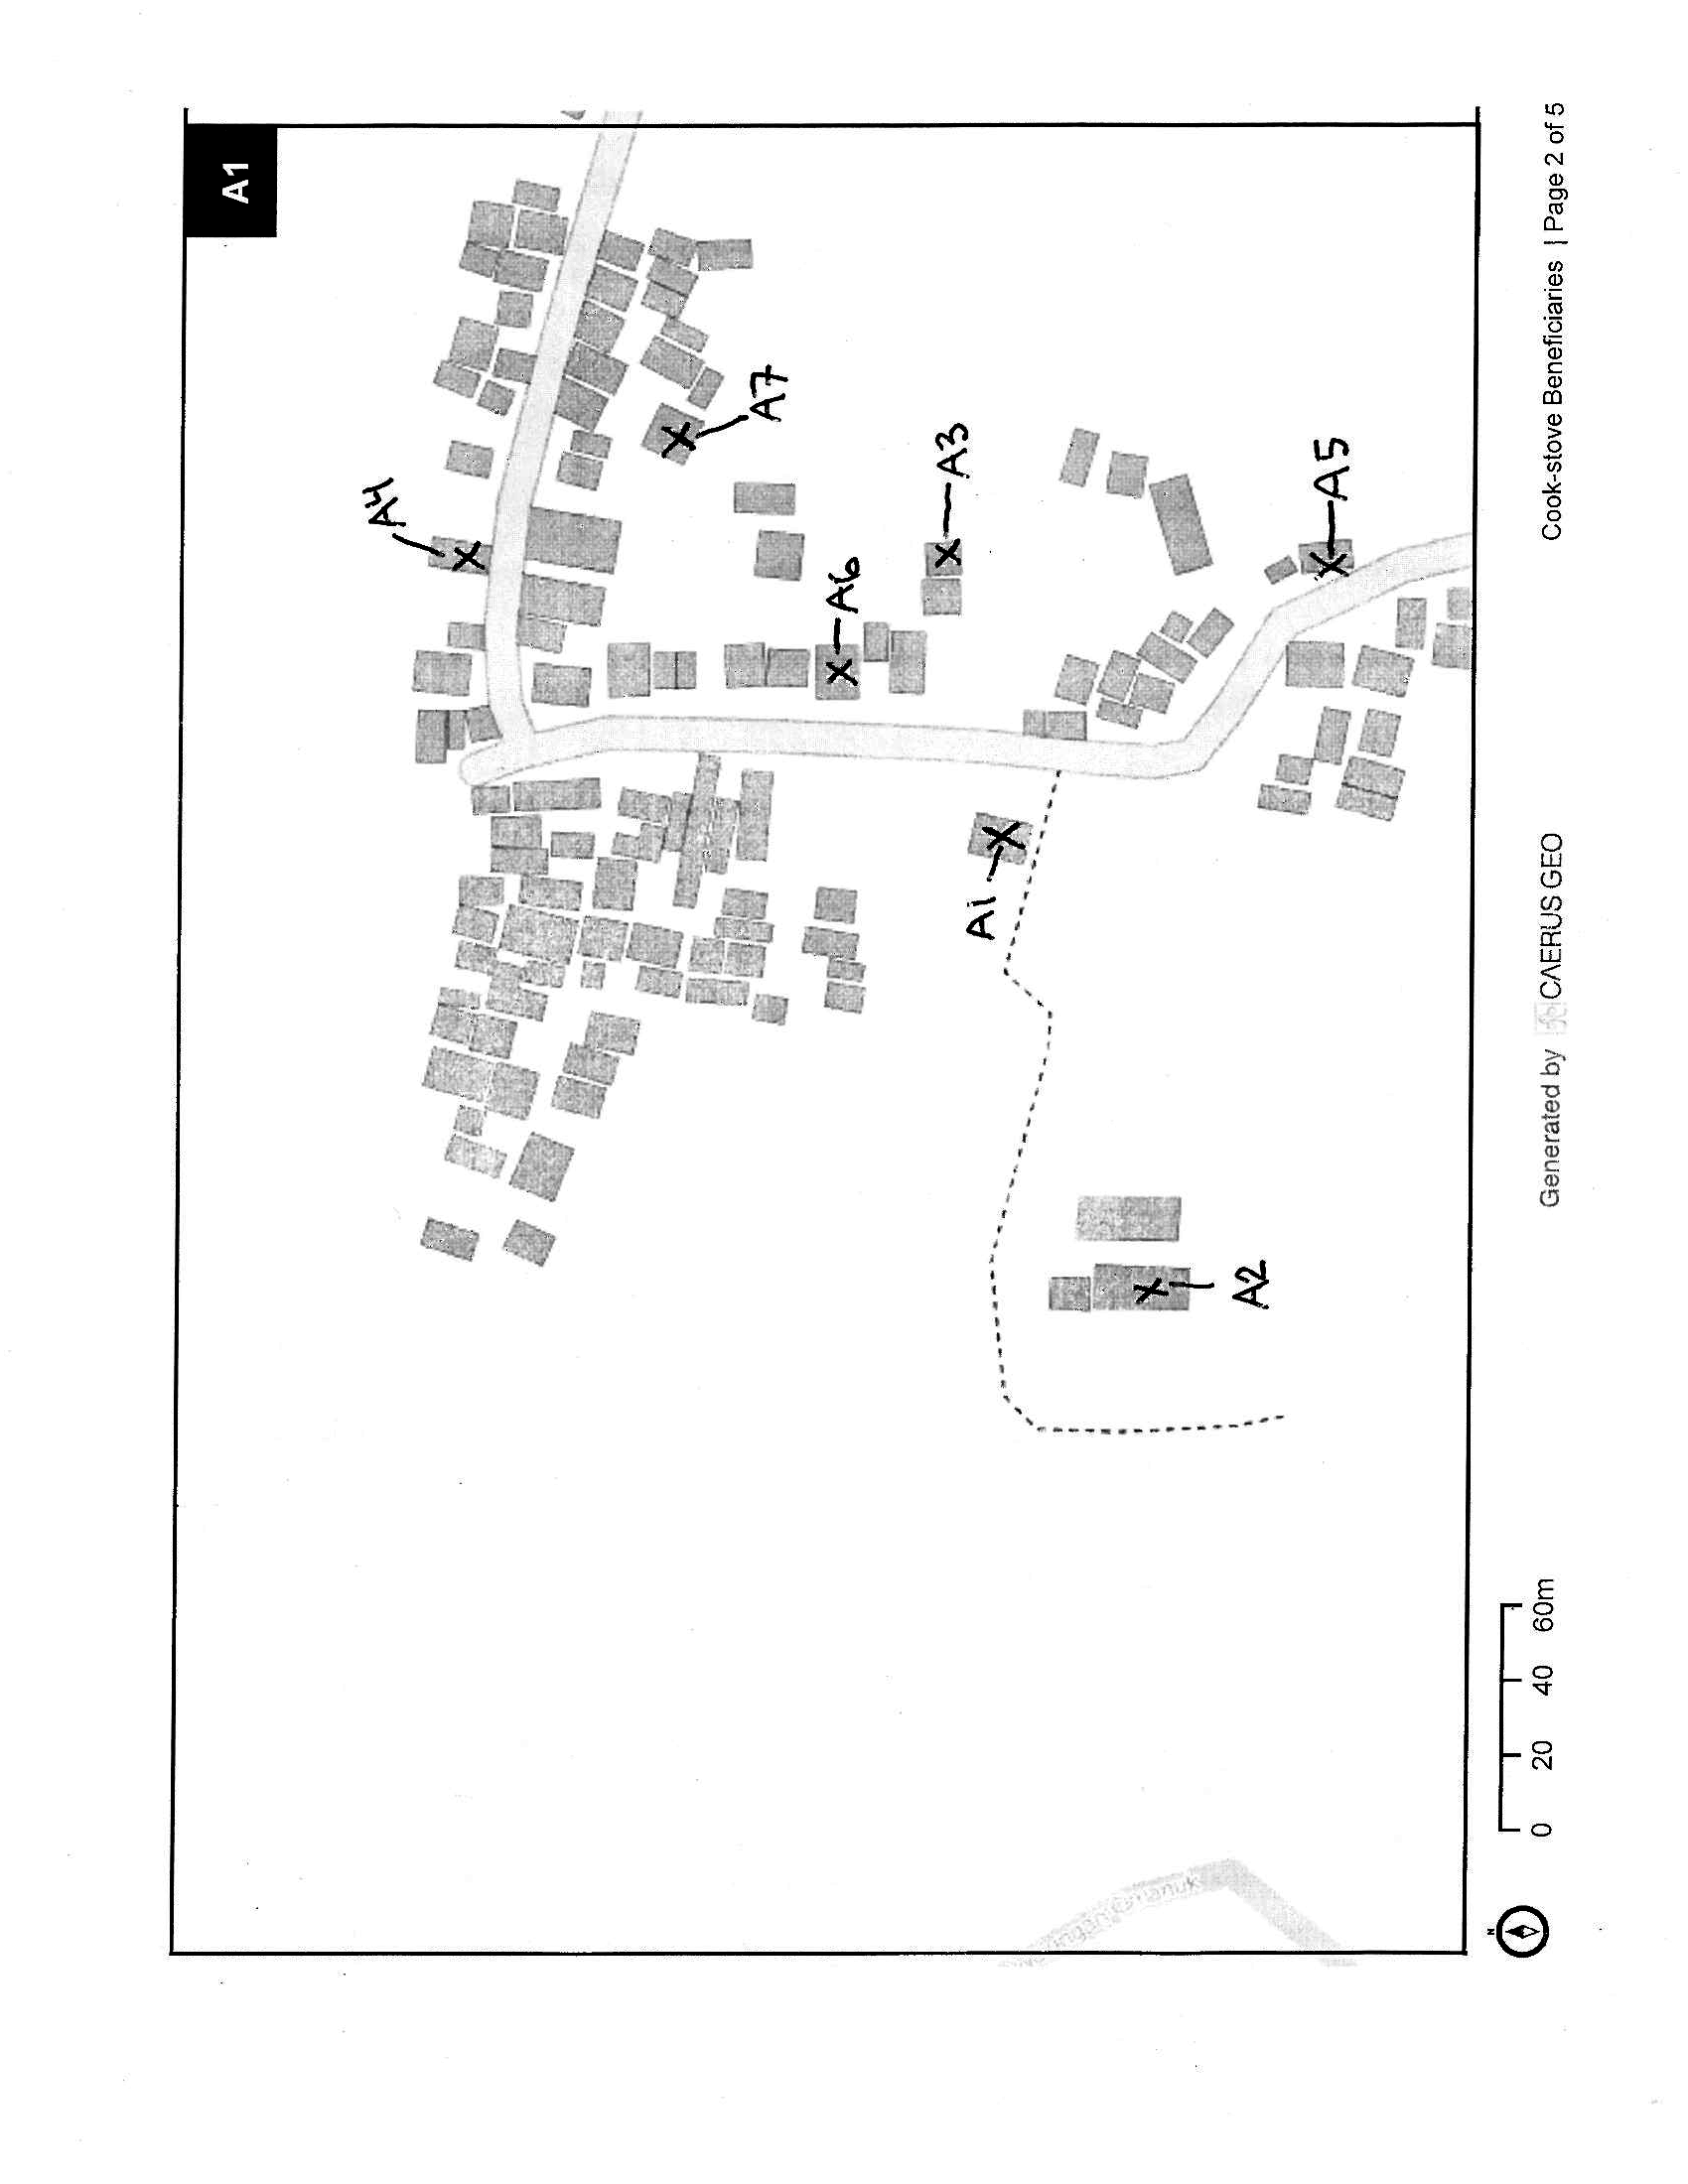 A1
A4
A7
A6
A3
A5
A1
A2
0 20 40 60m
N
Generated by CAERUS GEO
Cook-stove Beneficiaries | Page 2 of 5